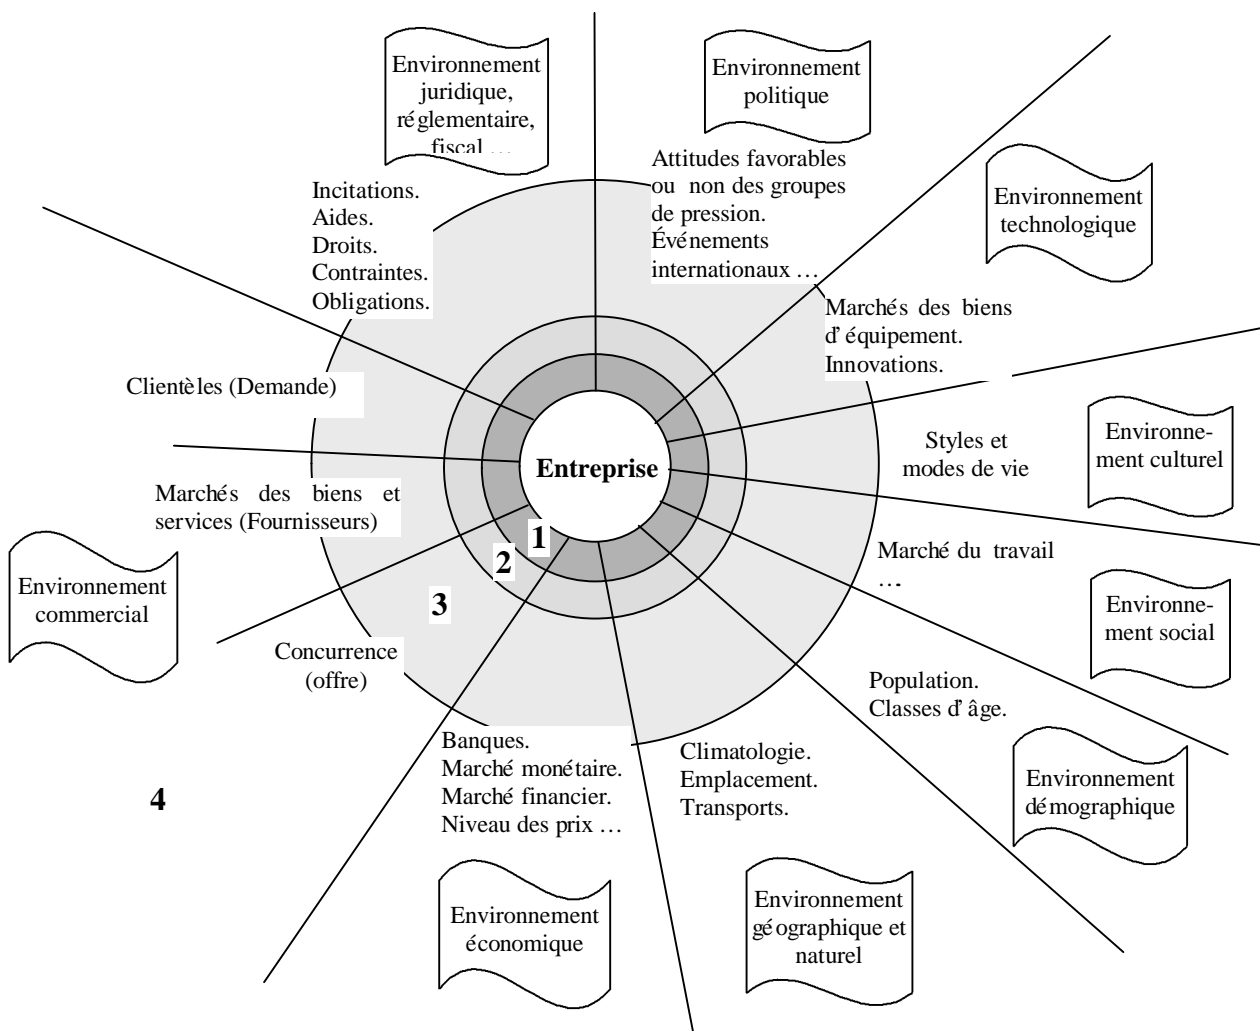 Environnement
juridique,
réglementaire,
fiscal …
Environnement
politique
Attitudes favorables
ou non des groupes
de pression.
Événements
internationaux …
Environnement
technologique
Incitations.
Aides.
Droits.
Contraintes.
Obligations.
Marchés des biens
d’équipement.
Innovations.
Clientèles (Demande)
Styles et
modes de vie
Environne-
ment culturel
Entreprise
Marchés des biens et
services (Fournisseurs)
1
2
3
Marché du travail
….
Environnement
commercial
Environne-
ment social
Concurrence
(offre)
Population.
Classes d’âge.
Banques.
Marché monétaire.
Marché financier.
Niveau des prix …
Climatologie.
Emplacement.
Transports.
Environnement
démographique
4
Environnement
économique
Environnement
géographique et
naturel